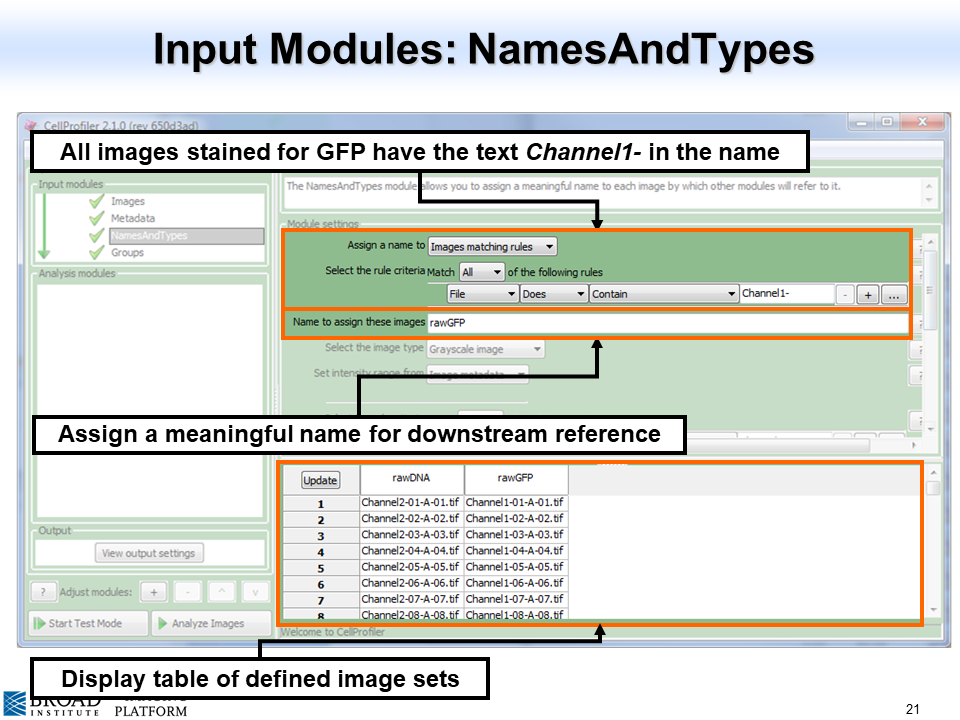 Input Modules: NamesAndTypes
CellProfiler 2.1.0 (rev 650d3ad)
All images stained for GFP have the text Channel1- in the name
Input modules
Images
Metadata
NamesAndTypes
Groups
The NamesAndTypes module allows you to assign a meaningful name to each image by which other modules will refer to it.
Module settings
Assign a name to Images matching rules
Select the rule criteria Match All of the following rules
File Does Contain Channel1- - + ...
Name to assign these images rawGFP
Select the image type Grayscale image
Set intensity range from Image metadata
Analysis modules
Assign a meaningful name for downstream reference
Update rawDNA rawGFP
1 Channel2-01-A-01.tif Channel1-01-A-01.tif
2 Channel2-02-A-02.tif Channel1-02-A-02.tif
3 Channel2-03-A-03.tif Channel1-03-A-03.tif
4 Channel2-04-A-04.tif Channel1-04-A-04.tif
5 Channel2-05-A-05.tif Channel1-05-A-05.tif
6 Channel2-06-A-06.tif Channel1-06-A-06.tif
7 Channel2-07-A-07.tif Channel1-07-A-07.tif
8 Channel2-08-A-08.tif Channel1-08-A-08.tif
Output
View output settings
? Adjust modules: + - ^ v
Start Test Mode Analyze Images
Welcome to CellProfiler
Display table of defined image sets
BROAD
INSTITUTE
PLATFORM
21